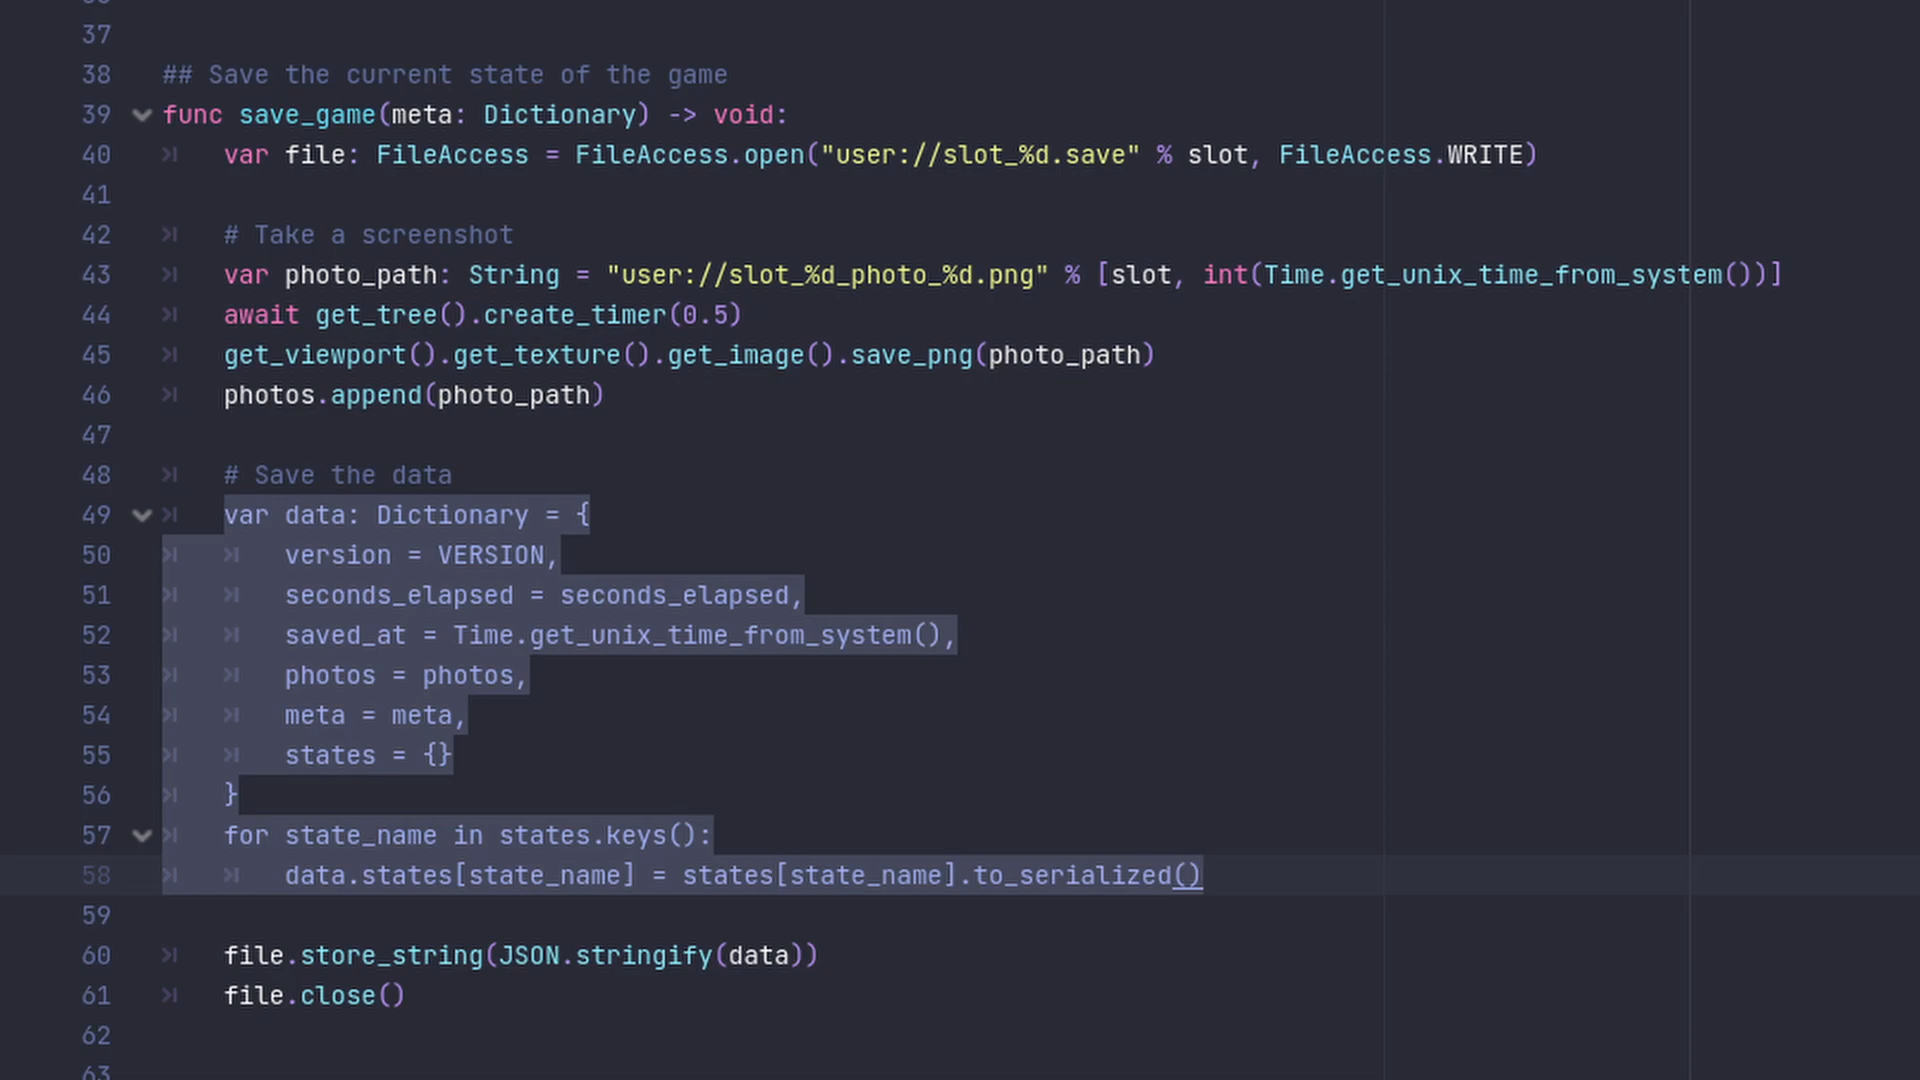 37
38 ## Save the current state of the game
39 func save_game(meta: Dictionary) -> void:
40 var file: FileAccess = FileAccess.open("user://slot_%d.save" % slot, FileAccess.WRITE)
41
42 # Take a screenshot
43 var photo_path: String = "user://slot_%d_photo_%d.png" % [slot, int(Time.get_unix_time_from_system())]
44 await get_tree().create_timer(0.5)
45 get_viewport().get_texture().get_image().save_png(photo_path)
46 photos.append(photo_path)
47
48 # Save the data
49 var data: Dictionary = {
50 version = VERSION,
51 seconds_elapsed = seconds_elapsed,
52 saved_at = Time.get_unix_time_from_system(),
53 photos = photos,
54 meta = meta,
55 states = {}
56 }
57 for state_name in states.keys():
58 data.states[state_name] = states[state_name].to_serialized()
59
60 file.store_string(JSON.stringify(data))
61 file.close()
62
63